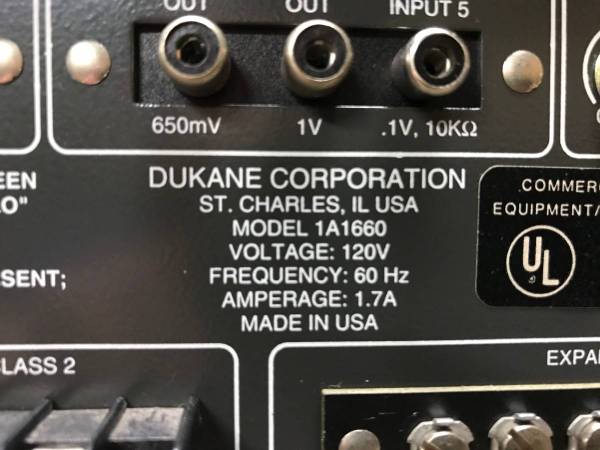 OUT OUT INPUT 5
650mV 1V .1V, 10KΩ
DUKANE CORPORATION
ST. CHARLES, IL USA
MODEL 1A1660
VOLTAGE: 120V
FREQUENCY: 60 Hz
AMPERAGE: 1.7A
MADE IN USA
EEN
O"
SENT;
.COMMERC
EQUIPMENT/
UL
CLASS 2
EXPA